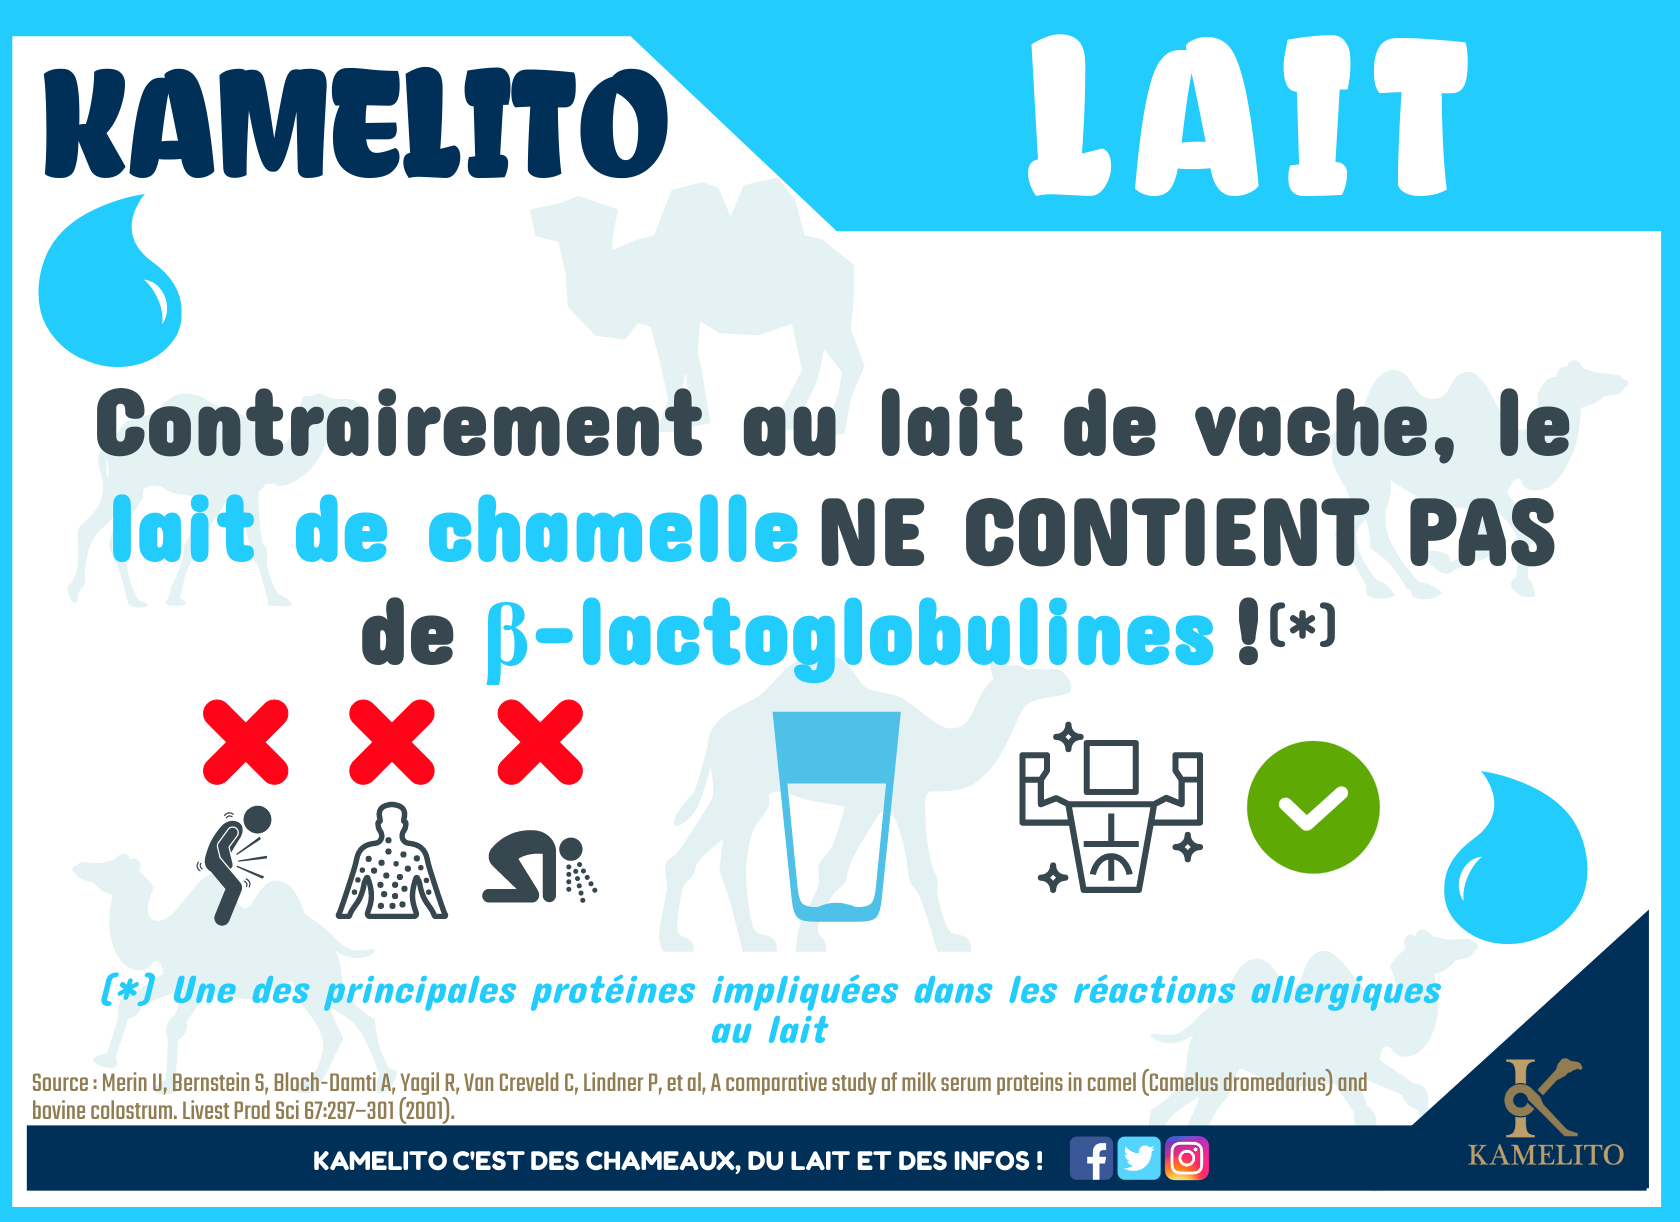 KAMELITO
LAIT
Contrairement au lait de vache, le
lait de chamelle NE CONTIENT PAS
de β-lactoglobulines !(*)
(*) Une des principales protéines impliquées dans les réactions allergiques
au lait
Source : Merin U, Bernstein S, Bloch-Damti A, Yagil R, Van Creveld C, Lindner P, et al, A comparative study of milk serum proteins in camel (Camelus dromedarius) and
bovine colostrum. Livest Prod Sci 67:297–301 (2001).
KAMELITO C'EST DES CHAMEAUX, DU LAIT ET DES INFOS !
KAMELITO